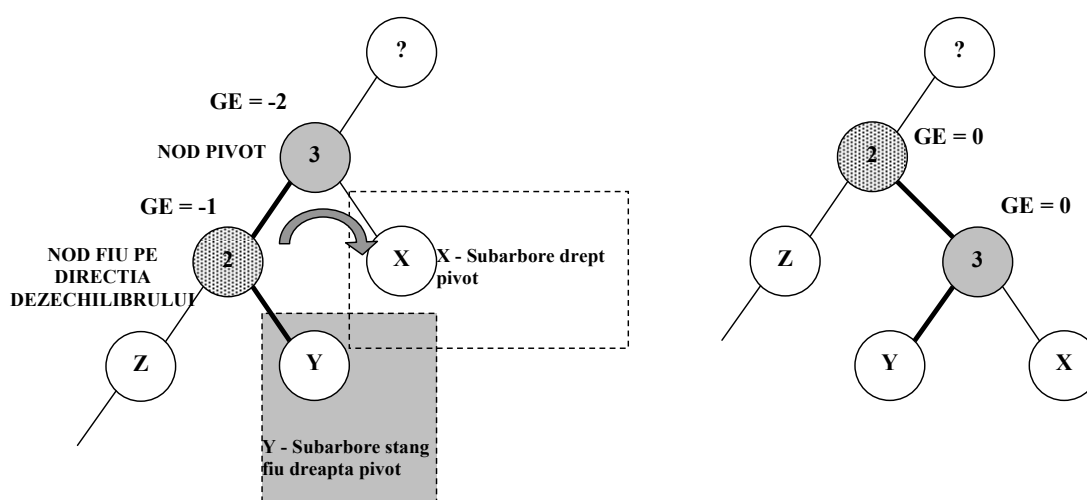 ?
GE = -2
NOD PIVOT
3
GE = -1
NOD FIU PE
DIRECTIA
DEZECHILIBRULUI
2
X
X - Subarbore drept
pivot
Z
Y
Y - Subarbore stang
fiu dreapta pivot
?
2
GE = 0
GE = 0
Z
3
Y
X